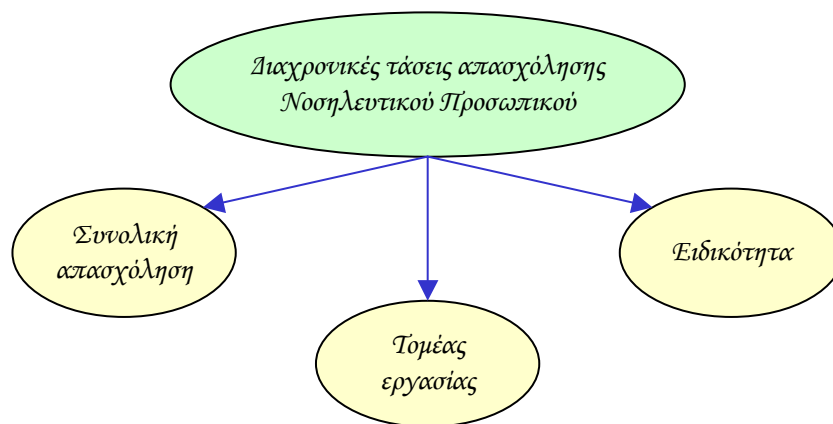 Διαχρονικές τάσεις απασχόλησης
Νοσηλευτικού Προσωπικού
Συνολική
απασχόληση
Ειδικότητα
Τομέας
εργασίας